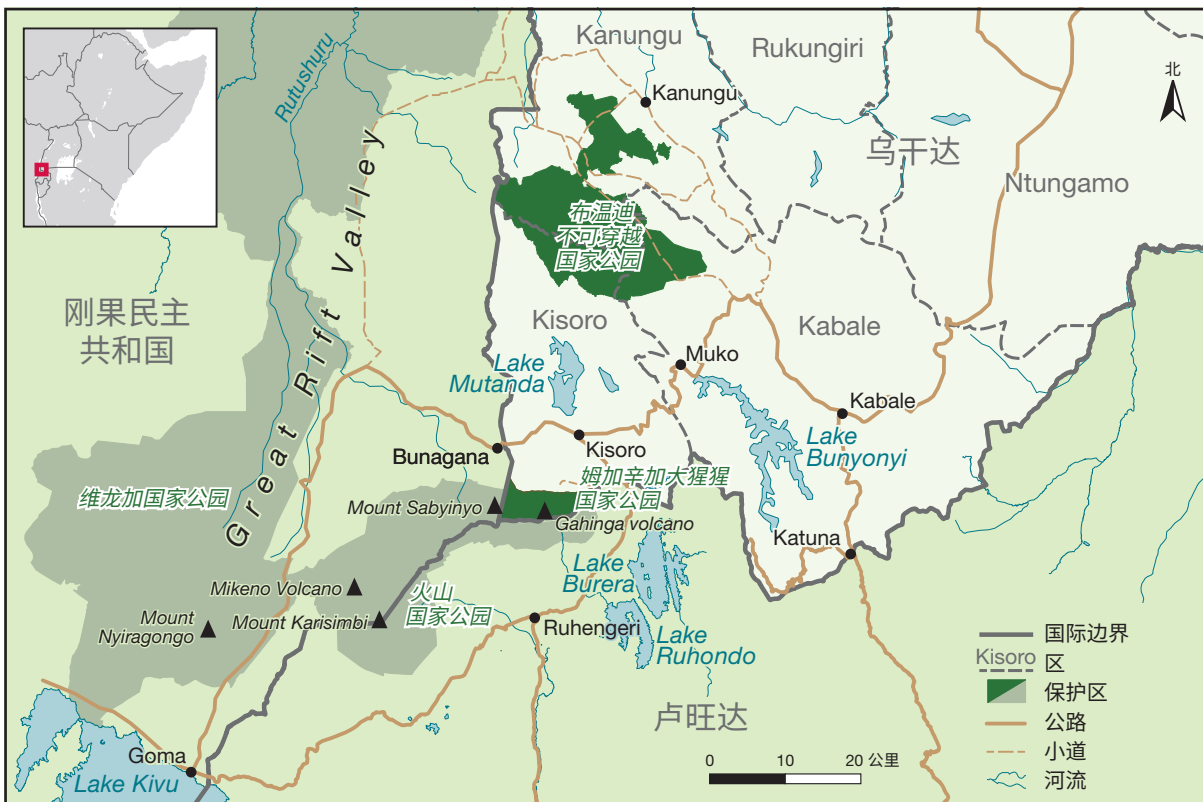 Kanungu
Rukungiri
Rutushuru
Kanungu
北
乌干达
Ntungamo
Great Rift Valley
布温迪
不可穿越
国家公园
刚果民主
共和国
Kisoro
Kabale
Lake
Mutanda
Muko
Kabale
Lake
Bunyonyi
Bunagana
Kisoro
维龙加国家公园
姆加辛加大猩猩
国家公园
Mount Sabyinyo
Gahinga volcano
Katuna
Lake
Burera
Mikeno Volcano
火山
国家公园
Mount
Nyiragongo
Mount Karisimbi
Ruhengeri
Lake
Ruhondo
卢旺达
Goma
Lake Kivu
国际边界
Kisoro 区
保护区
公路
小道
河流
0 10 20 公里